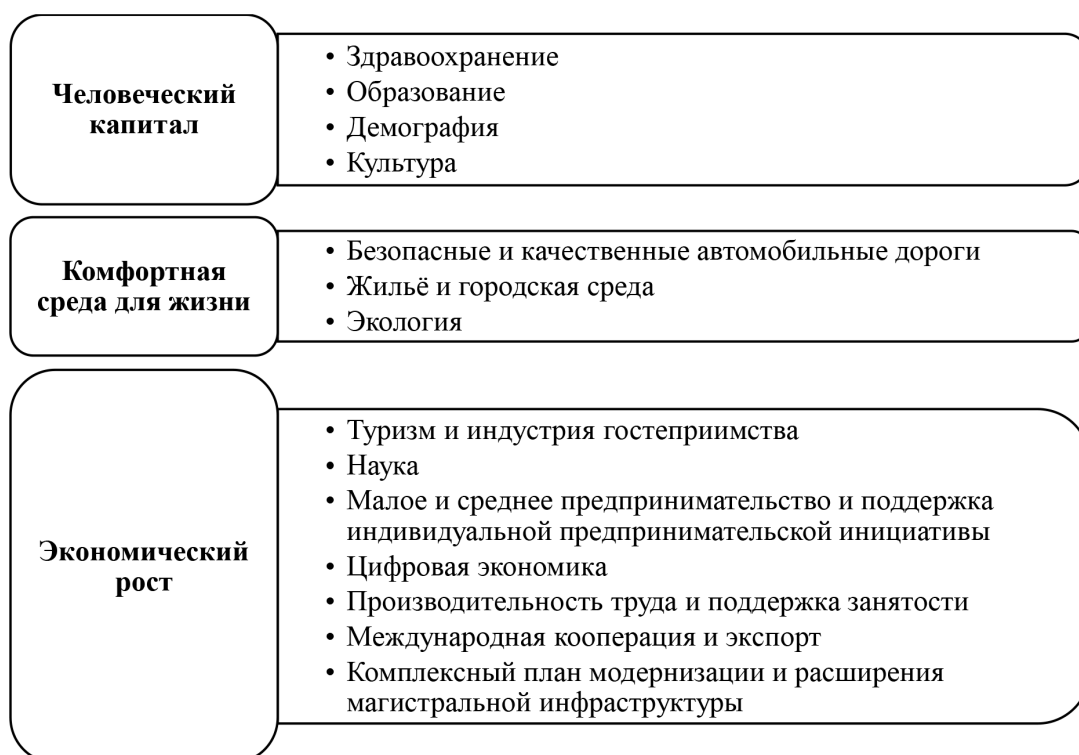 Человеческий
капитал
• Здравоохранение
• Образование
• Демография
• Культура
Комфортная
среда для жизни
• Безопасные и качественные автомобильные дороги
• Жильё и городская среда
• Экология
Экономический
рост
• Туризм и индустрия гостеприимства
• Наука
• Малое и среднее предпринимательство и поддержка
индивидуальной предпринимательской инициативы
• Цифровая экономика
• Производительность труда и поддержка занятости
• Международная кооперация и экспорт
• Комплексный план модернизации и расширения
магистральной инфраструктуры